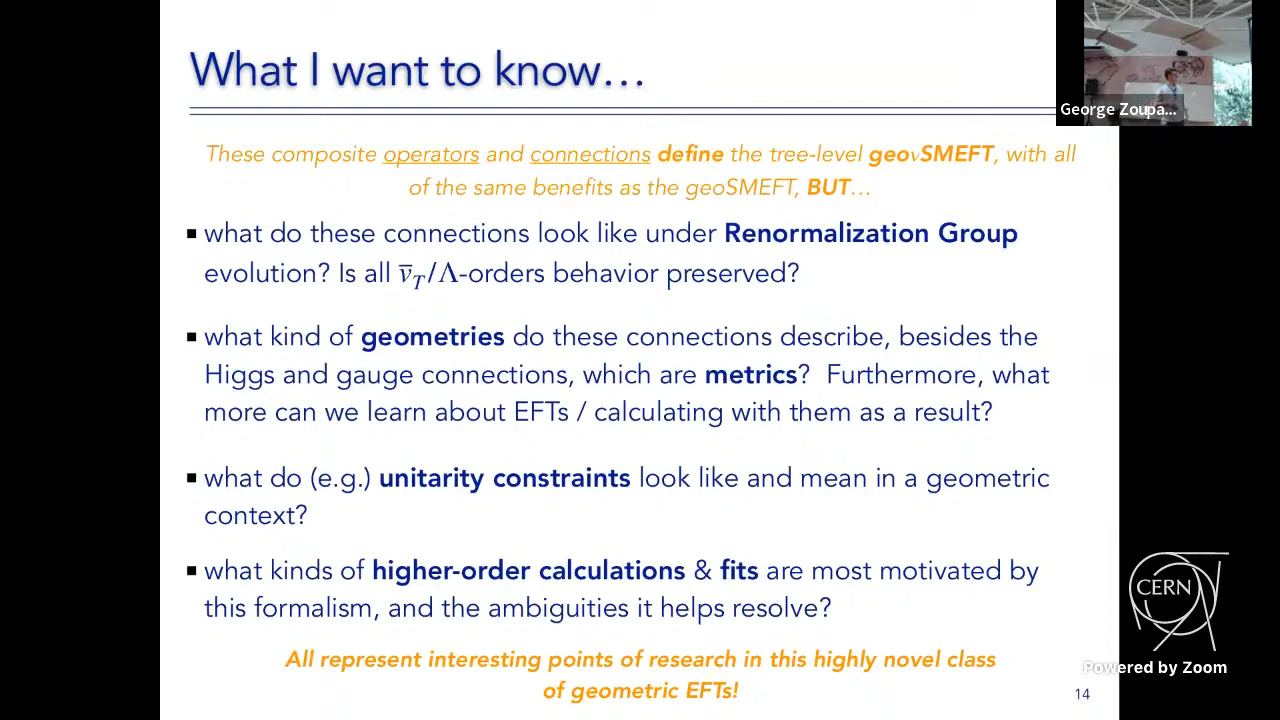 What I want to know…
George Zoupa...
These composite operators and connections define the tree-level geoνSMEFT, with all
of the same benefits as the geoSMEFT, BUT…
▪ what do these connections look like under Renormalization Group
evolution? Is all v̅_T/Λ-orders behavior preserved?
▪ what kind of geometries do these connections describe, besides the
Higgs and gauge connections, which are metrics? Furthermore, what
more can we learn about EFTs / calculating with them as a result?
▪ what do (e.g.) unitarity constraints look like and mean in a geometric
context?
▪ what kinds of higher-order calculations & fits are most motivated by
this formalism, and the ambiguities it helps resolve?
All represent interesting points of research in this highly novel class
of geometric EFTs!
14
CERN
Powered by Zoom